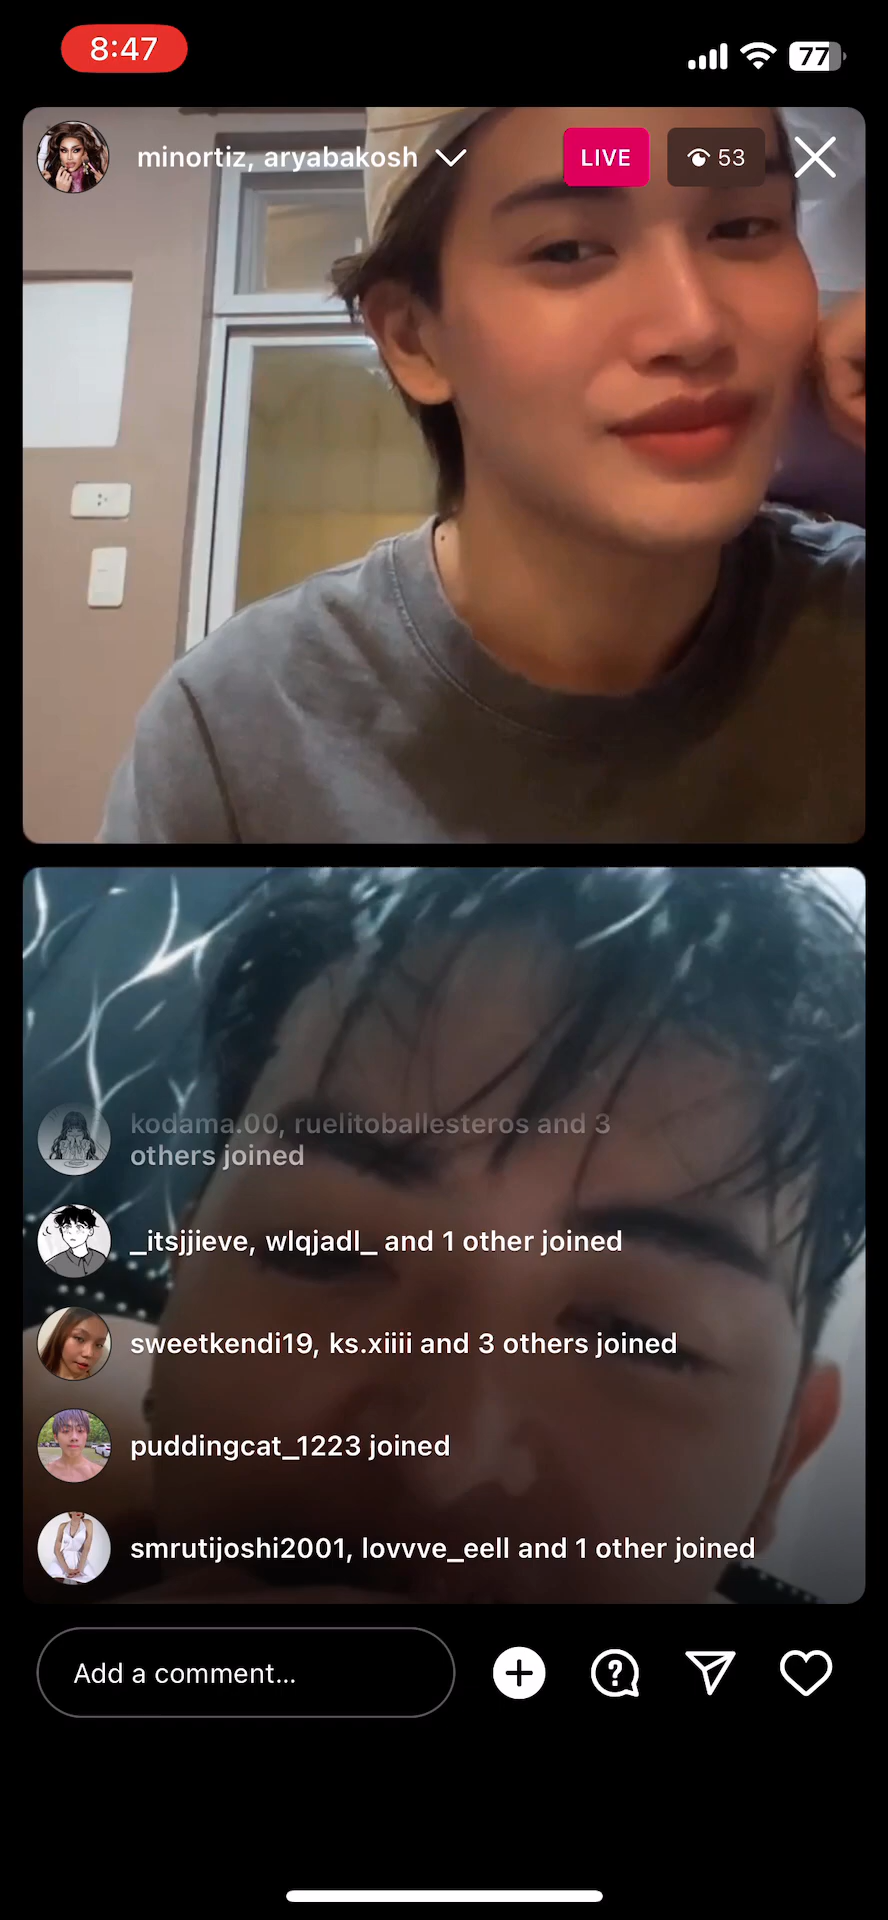 8:47
77
minortiz, aryabakosh
LIVE
53
kodama.00, ruelitoballesteros and 3
others joined
_itsjjieve, wlqjadl_ and 1 other joined
sweetkendi19, ks.xiiii and 3 others joined
puddingcat_1223 joined
smrutijoshi2001, lovvve_eell and 1 other joined
Add a comment...